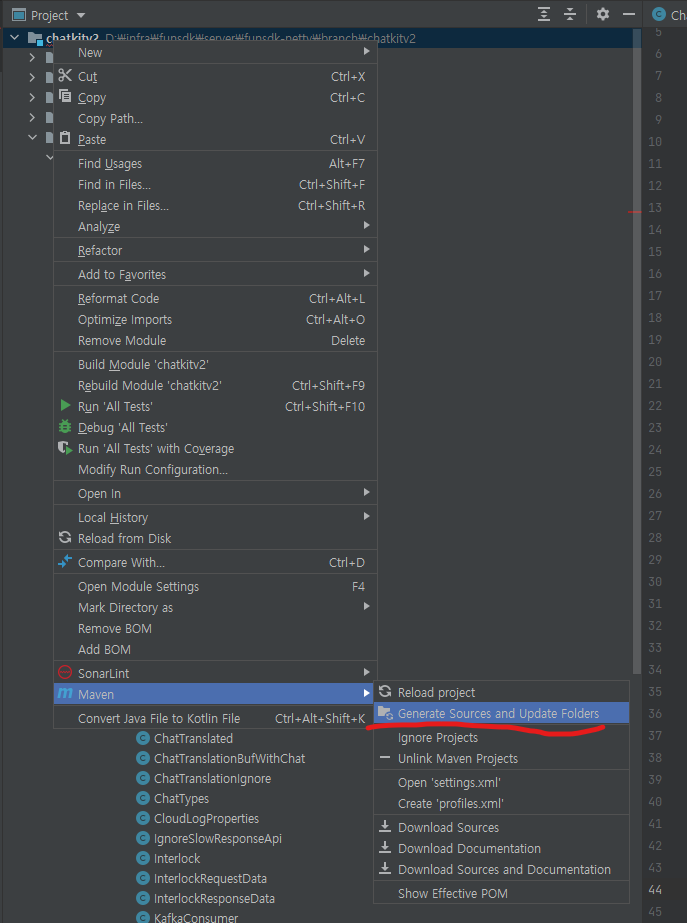 Project
Ch
chatkitv2 D:₩infra₩funsdk₩server₩funsdk-netty₩branch₩chatkitv2
New
Cut Ctrl+X
Copy Ctrl+C
Copy Path...
Paste Ctrl+V
Find Usages Alt+F7
Find in Files... Ctrl+Shift+F
Replace in Files... Ctrl+Shift+R
Analyze
Refactor
Add to Favorites
Reformat Code Ctrl+Alt+L
Optimize Imports Ctrl+Alt+O
Remove Module Delete
Build Module 'chatkitv2'
Rebuild Module 'chatkitv2' Ctrl+Shift+F9
Run 'All Tests' Ctrl+Shift+F10
Debug 'All Tests'
Run 'All Tests' with Coverage
Modify Run Configuration...
Open In
Local History
Reload from Disk
Compare With... Ctrl+D
Open Module Settings F4
Mark Directory as
Remove BOM
Add BOM
SonarLint
Maven
Convert Java File to Kotlin File Ctrl+Alt+Shift+K
Reload project
Generate Sources and Update Folders
Ignore Projects
Unlink Maven Projects
Open 'settings.xml'
Create 'profiles.xml'
Download Sources
Download Documentation
Download Sources and Documentation
Show Effective POM
ChatTranslated
ChatTranslationBufWithChat
ChatTranslationIgnore
ChatTypes
CloudLogProperties
IgnoreSlowResponseApi
Interlock
InterlockRequestData
InterlockResponseData
KafkaConsumer
5
6
7
8
9
10
11
12
13
14
15
16
17
18
19
20
21
22
23
24
25
26
27
28
29
30
31
32
33
34
35
36
37
38
39
40
41
42
43
44
45